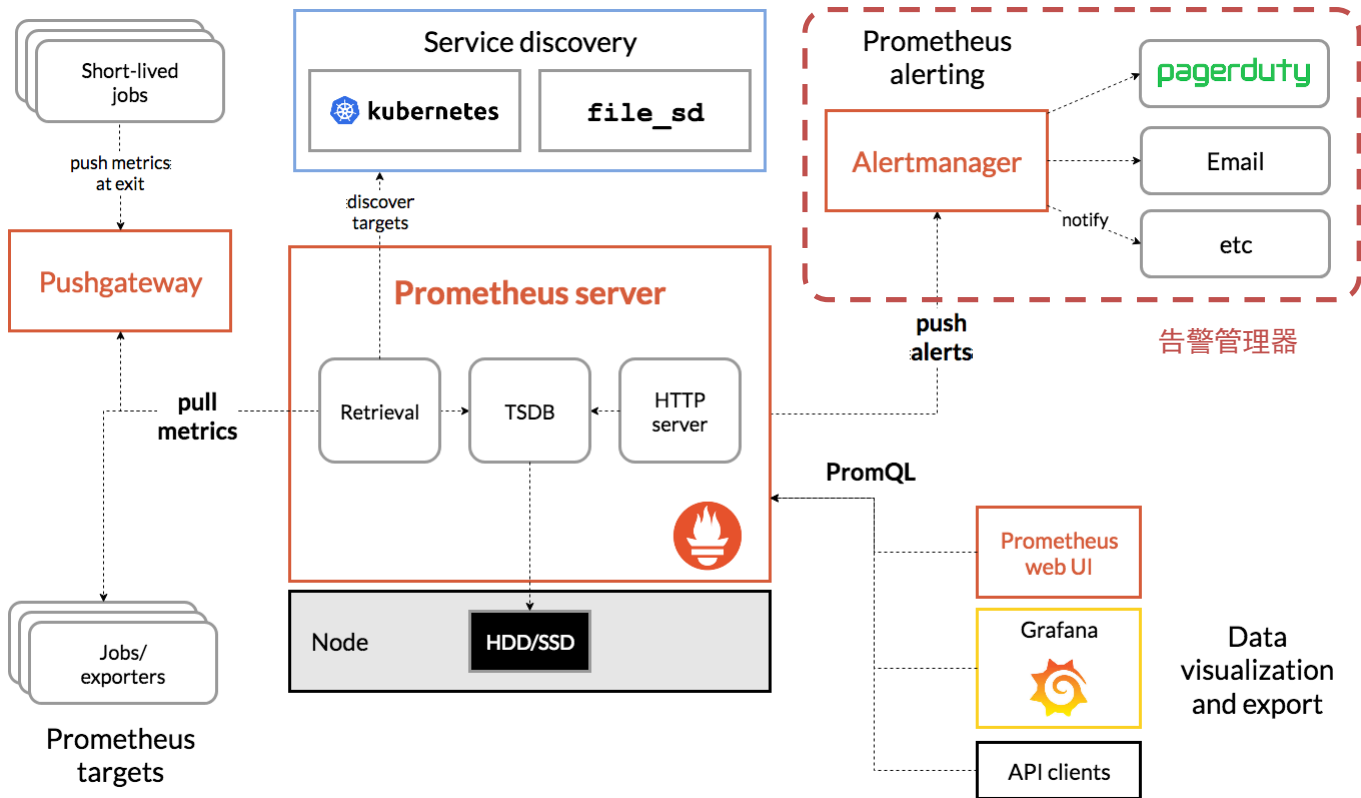 Short-lived
jobs
push metrics
at exit
Pushgateway
pull
metrics
Jobs/
exporters
Prometheus
targets
Service discovery
kubernetes
file_sd
discover
targets
Prometheus server
Retrieval
TSDB
HTTP
server
Node
HDD/SSD
Prometheus
alerting
Alertmanager
pagerduty
Email
notify
etc
告警管理器
push
alerts
PromQL
Prometheus
web UI
Grafana
API clients
Data
visualization
and export